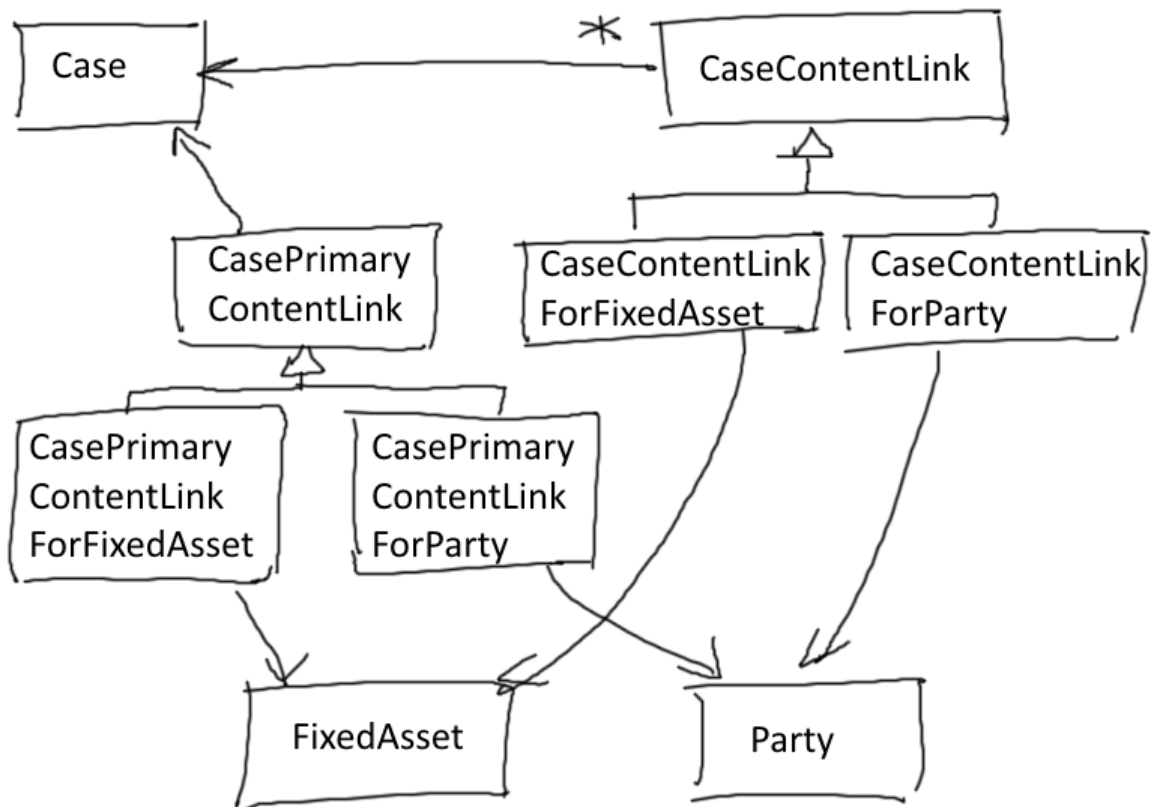 Case
*
CaseContentLink
CasePrimary
ContentLink
CaseContentLink
ForFixedAsset
CaseContentLink
ForParty
CasePrimary
ContentLink
ForFixedAsset
CasePrimary
ContentLink
ForParty
FixedAsset
Party